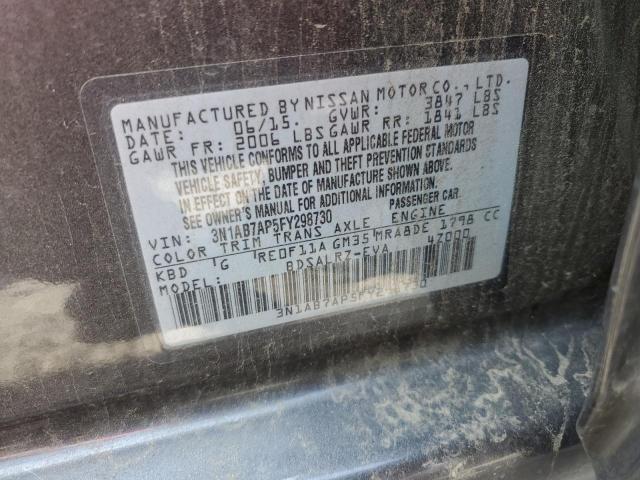 MANUFACTURED BY NISSAN MOTOR CO., LTD.
DATE: 06/15. GVWR: 3847 LBS
GAWR FR: 2006 LBS GAWR RR: 1841 LBS
THIS VEHICLE CONFORMS TO ALL APPLICABLE FEDERAL MOTOR
VEHICLE SAFETY, BUMPER AND THEFT PREVENTION STANDARDS
IN EFFECT ON THE DATE OF MANUFACTURE SHOWN ABOVE.
SEE OWNER'S MANUAL FOR ADDITIONAL INFORMATION.
VIN: 3N1AB7AP5FY298730 PASSENGER CAR
COLOR TRIM TRANS AXLE ENGINE
KBD G RE0F11A GM35 MRA8DE 1798 CC
MODEL: BDSALRZ-EVA 47000
3N1AB7AP5FY298730